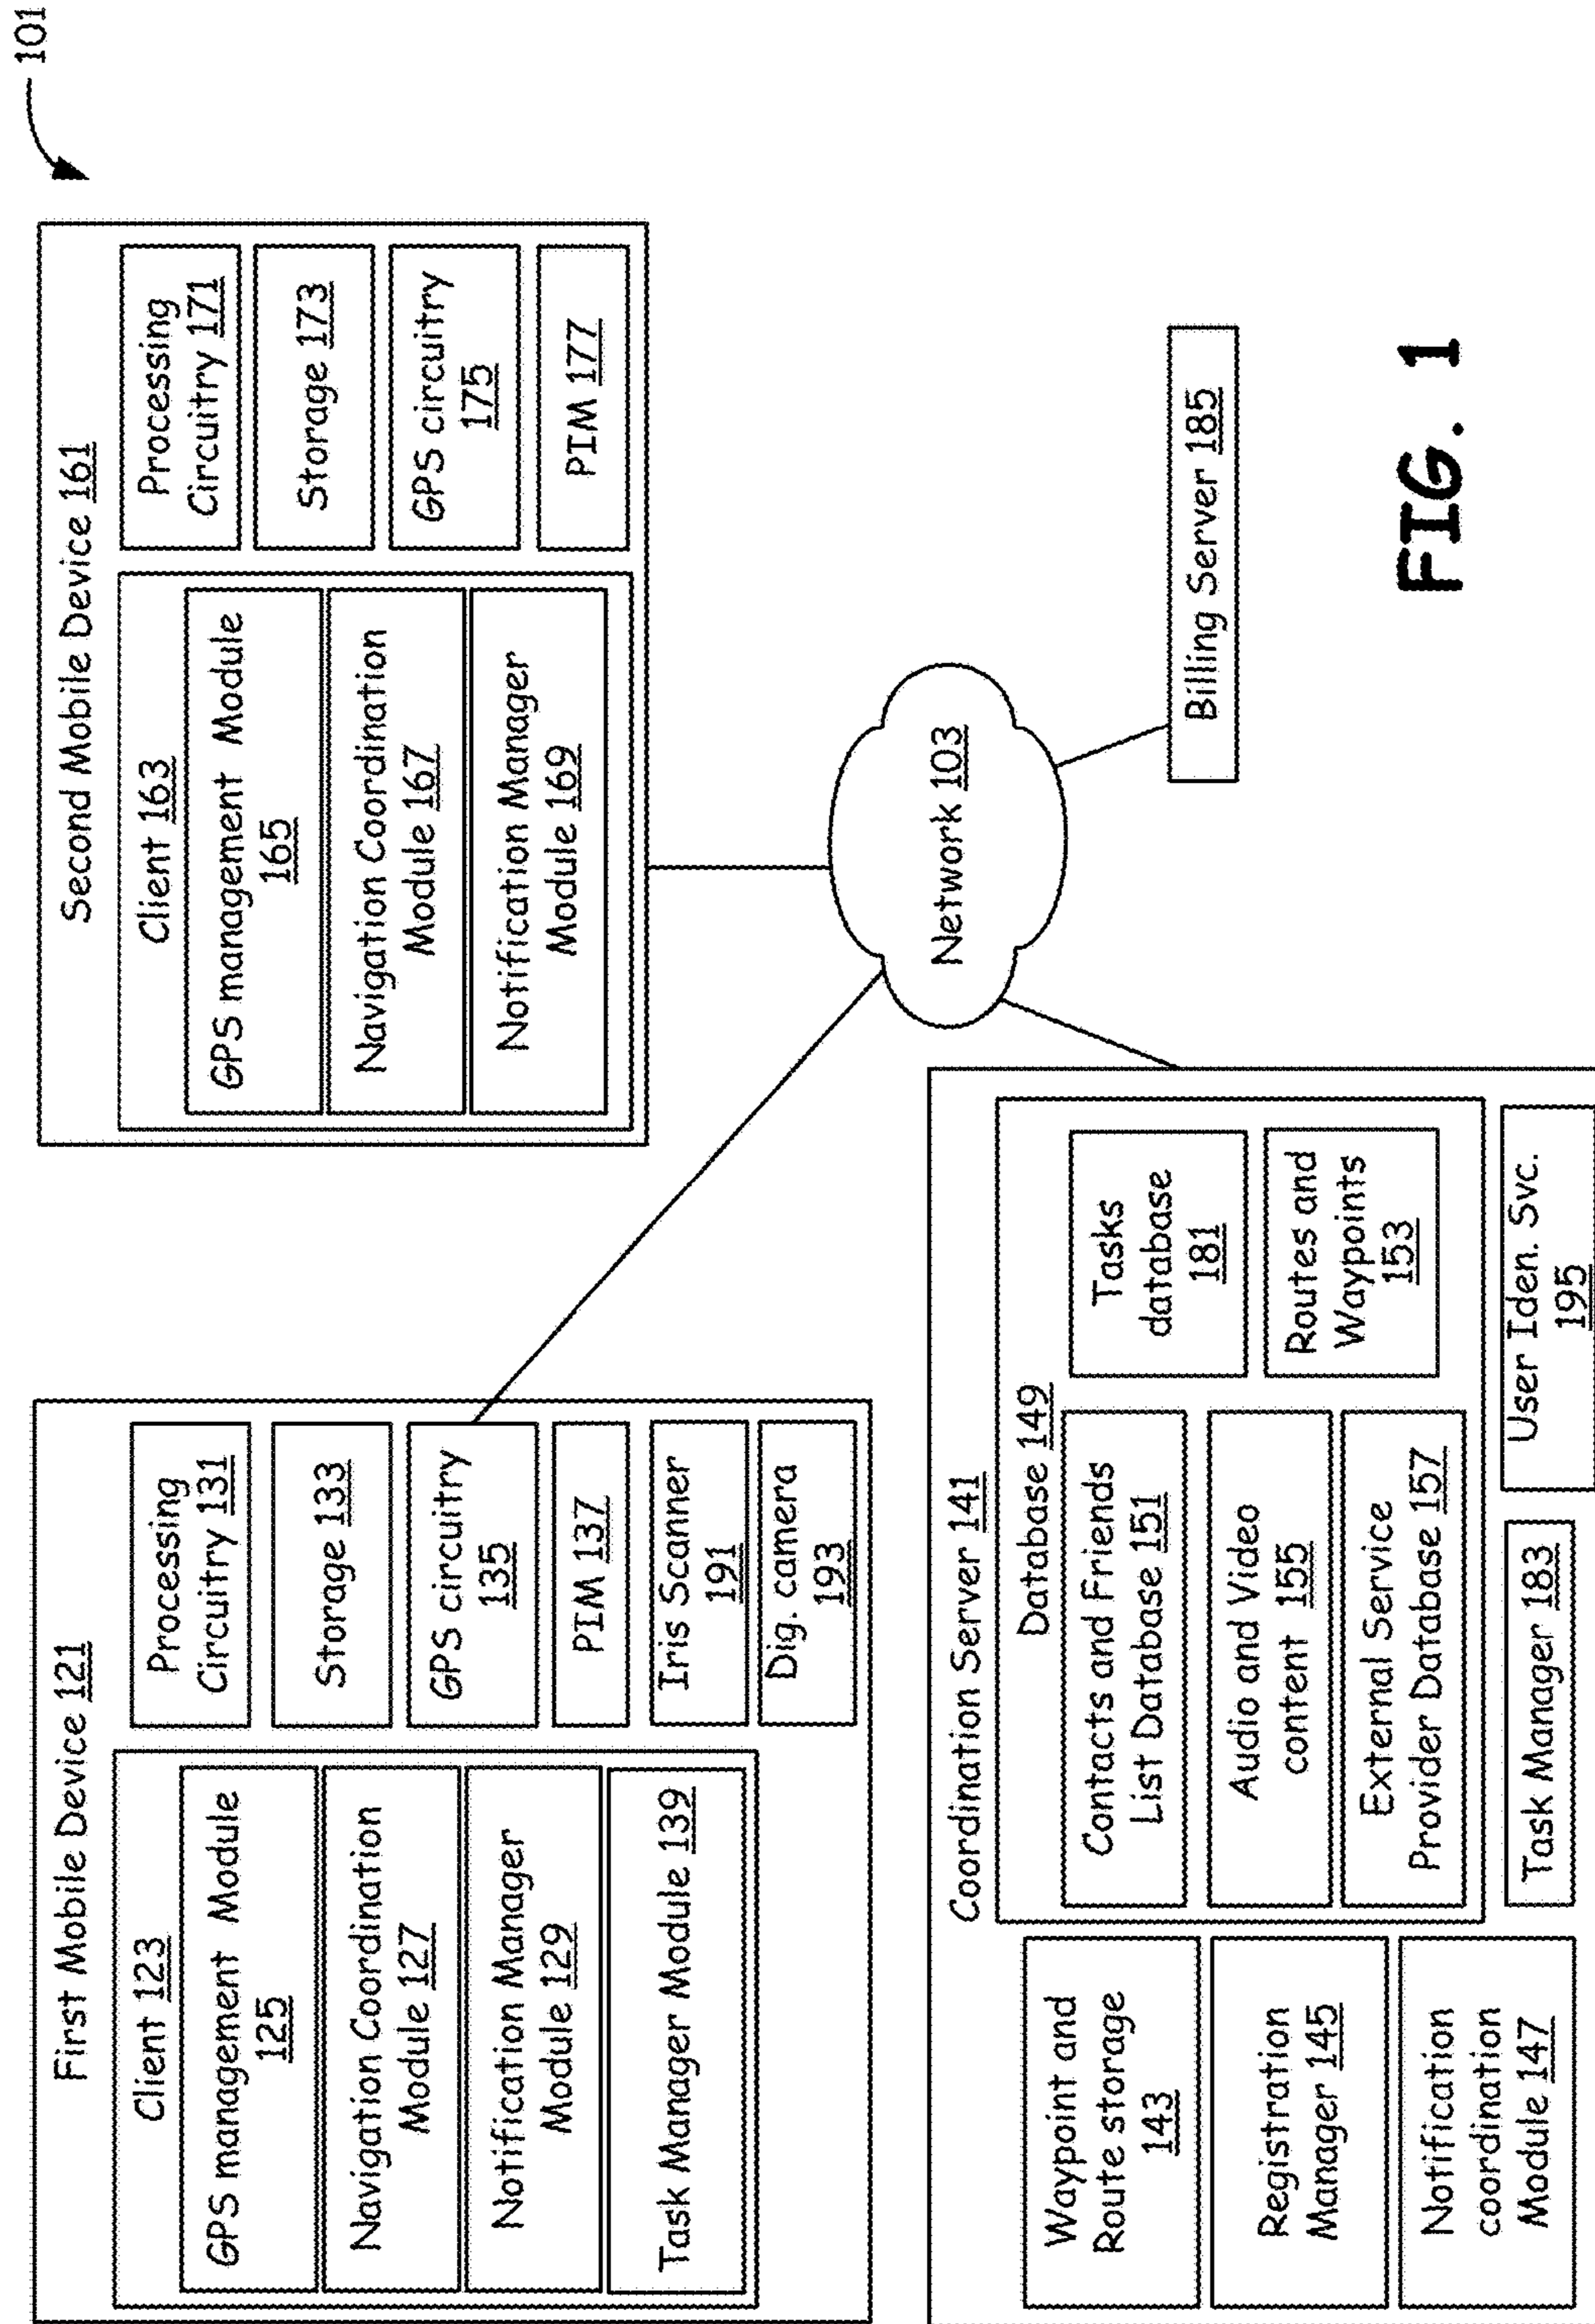 101
First Mobile Device 121
Client 123
GPS management Module
125
Navigation Coordination
Module 127
Notification Manager
Module 129
Task Manager Module 139
Processing
Circuitry 131
Storage 133
GPS circuitry
135
PIM 137
Iris Scanner
191
Dig. camera
193
Second Mobile Device 161
Client 163
GPS management Module
165
Navigation Coordination
Module 167
Notification Manager
Module 169
Processing
Circuitry 171
Storage 173
GPS circuitry
175
PIM 177
Network 103
Billing Server 185
Coordination Server 141
Waypoint and
Route storage
143
Registration
Manager 145
Notification
coordination
Module 147
Database 149
Contacts and Friends
List Database 151
Audio and Video
content 155
External Service
Provider Database 157
Tasks
database
181
Routes and
Waypoints
153
Task Manager 183
User Iden. Svc.
195
FIG. 1